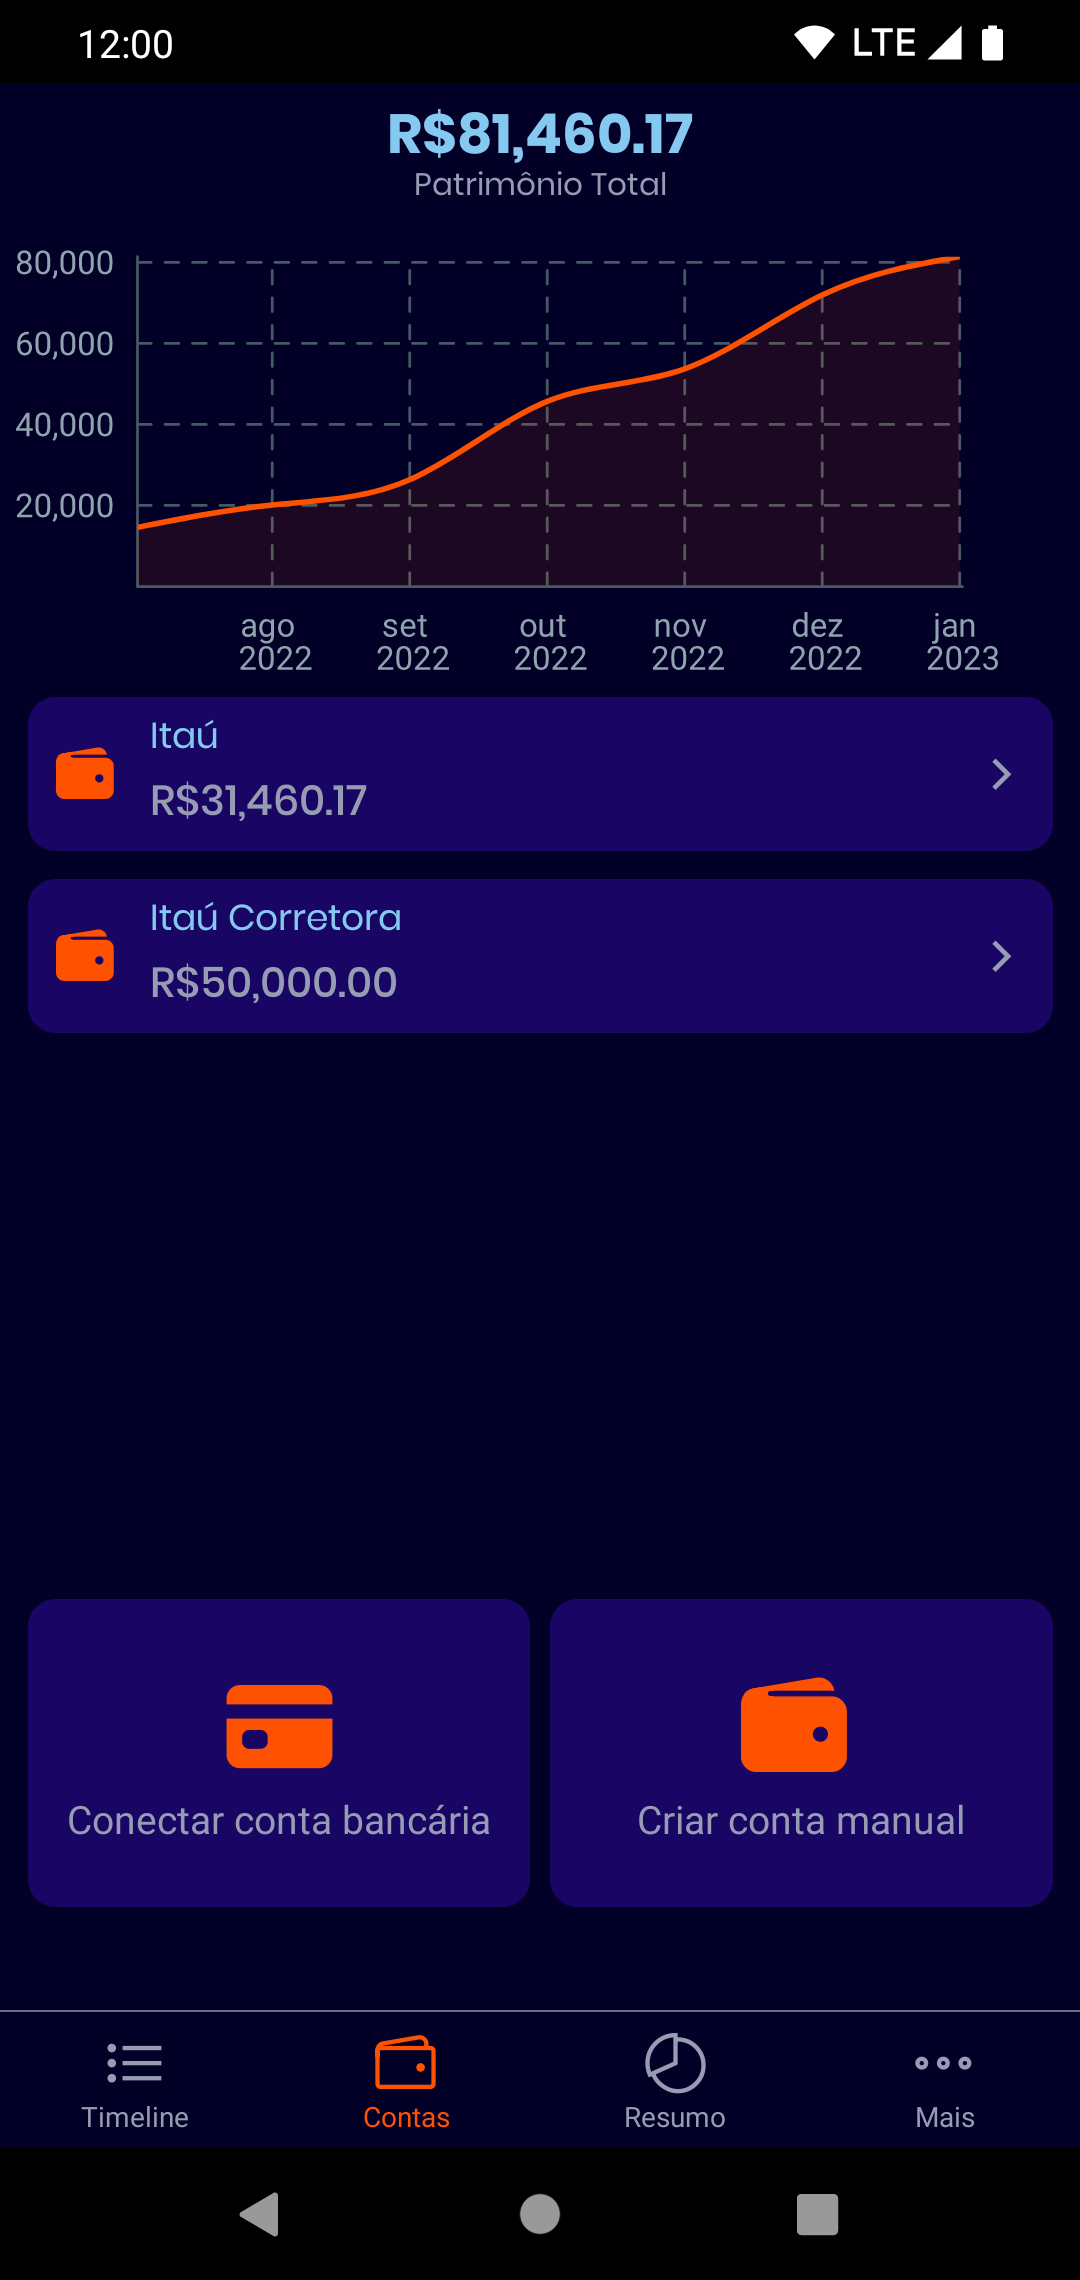 12:00
LTE
R$81,460.17
Patrimônio Total
80,000
60,000
40,000
20,000
ago 2022
set 2022
out 2022
nov 2022
dez 2022
jan 2023
Itaú
R$31,460.17
Itaú Corretora
R$50,000.00
Conectar conta bancária
Criar conta manual
Timeline
Contas
Resumo
Mais